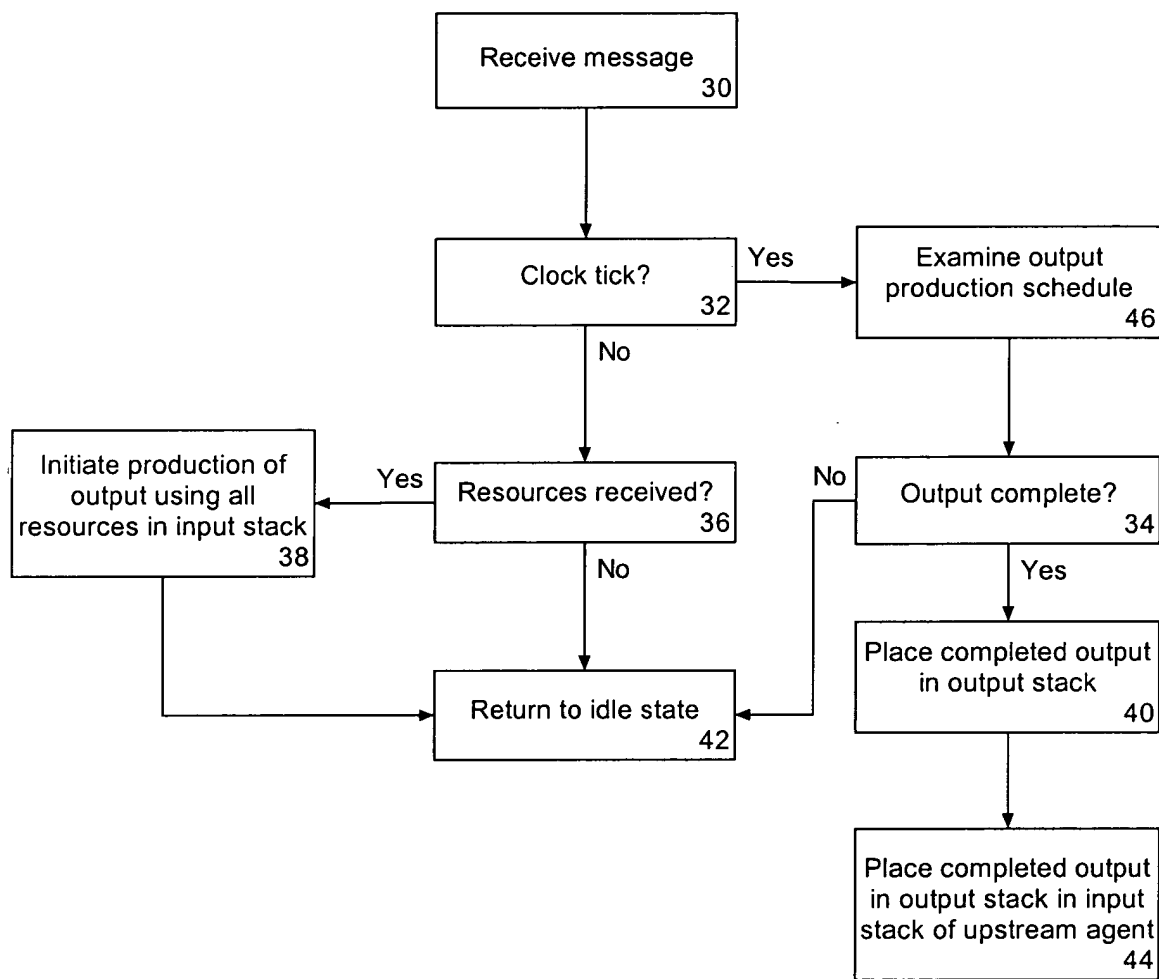 Receive message
30
Clock tick?
32
Yes
Examine output
production schedule
46
No
Initiate production of
output using all
resources in input stack
38
Yes
Resources received?
36
No
Output complete?
34
No
Yes
Return to idle state
42
Place completed output
in output stack
40
Place completed output
in output stack in input
stack of upstream agent
44